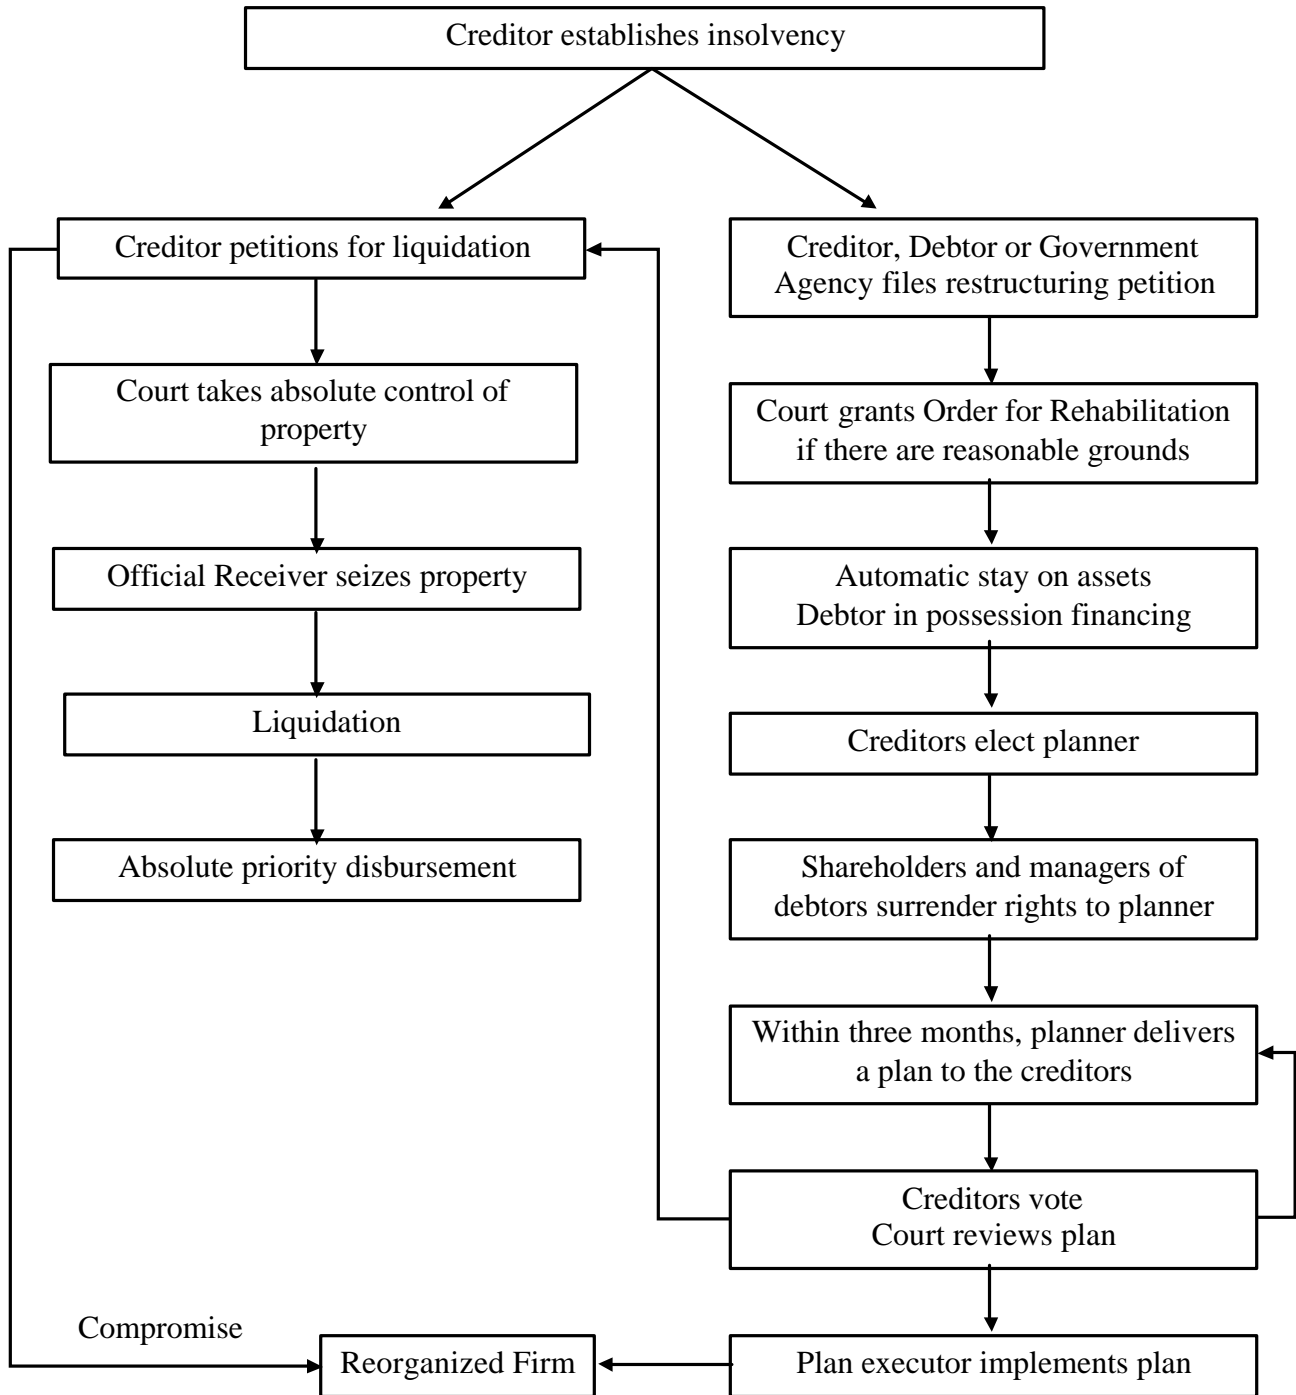 Creditor establishes insolvency
Creditor petitions for liquidation
Court takes absolute control of
property
Official Receiver seizes property
Liquidation
Absolute priority disbursement
Creditor, Debtor or Government
Agency files restructuring petition
Court grants Order for Rehabilitation
if there are reasonable grounds
Automatic stay on assets
Debtor in possession financing
Creditors elect planner
Shareholders and managers of
debtors surrender rights to planner
Within three months, planner delivers
a plan to the creditors
Creditors vote
Court reviews plan
Plan executor implements plan
Compromise
Reorganized Firm